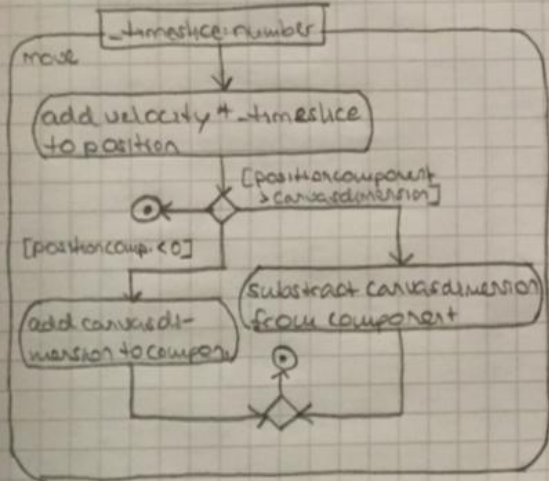 _timeslice:number
move
add velocity * _timeslice
to position
[positioncomponent
> canvasdimension]
[positioncomp. < 0]
substract canvasdimension
from component
add canvasdi-
mension to compon